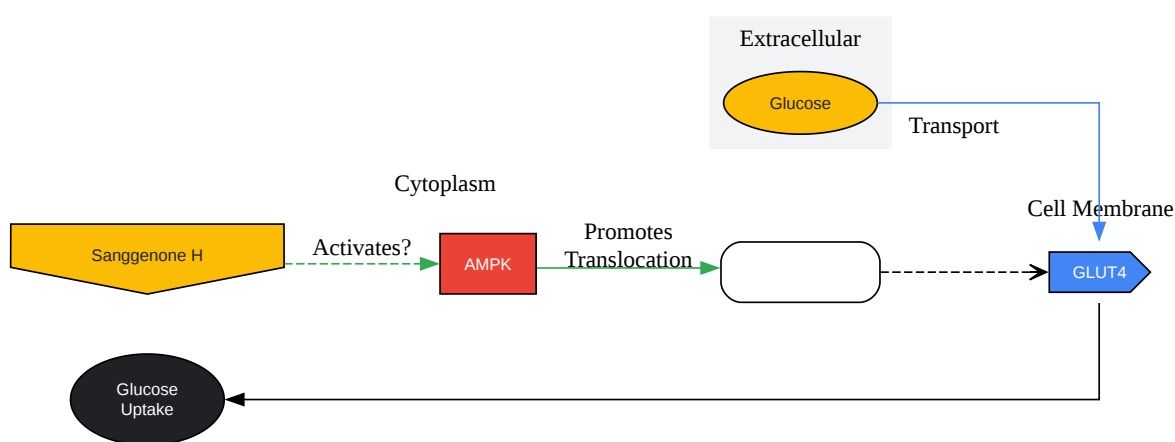 Extracellular
Glucose
Transport
Cytoplasm
Cell Membrane
Sanggenone H
Activates?
AMPK
Promotes
Translocation
GLUT4
Glucose
Uptake